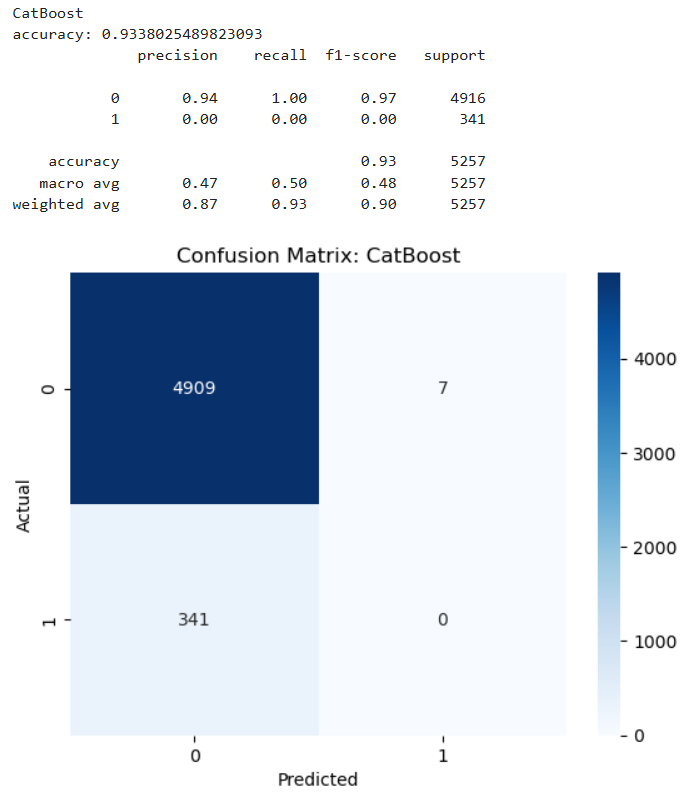 CatBoost
accuracy: 0.9338025489823093
precision recall f1-score support
0 0.94 1.00 0.97 4916
1 0.00 0.00 0.00 341
accuracy 0.93 5257
macro avg 0.47 0.50 0.48 5257
weighted avg 0.87 0.93 0.90 5257
Confusion Matrix: CatBoost
4909 7
341 0
0
1
Actual
0 1
Predicted
4000
3000
2000
1000
0